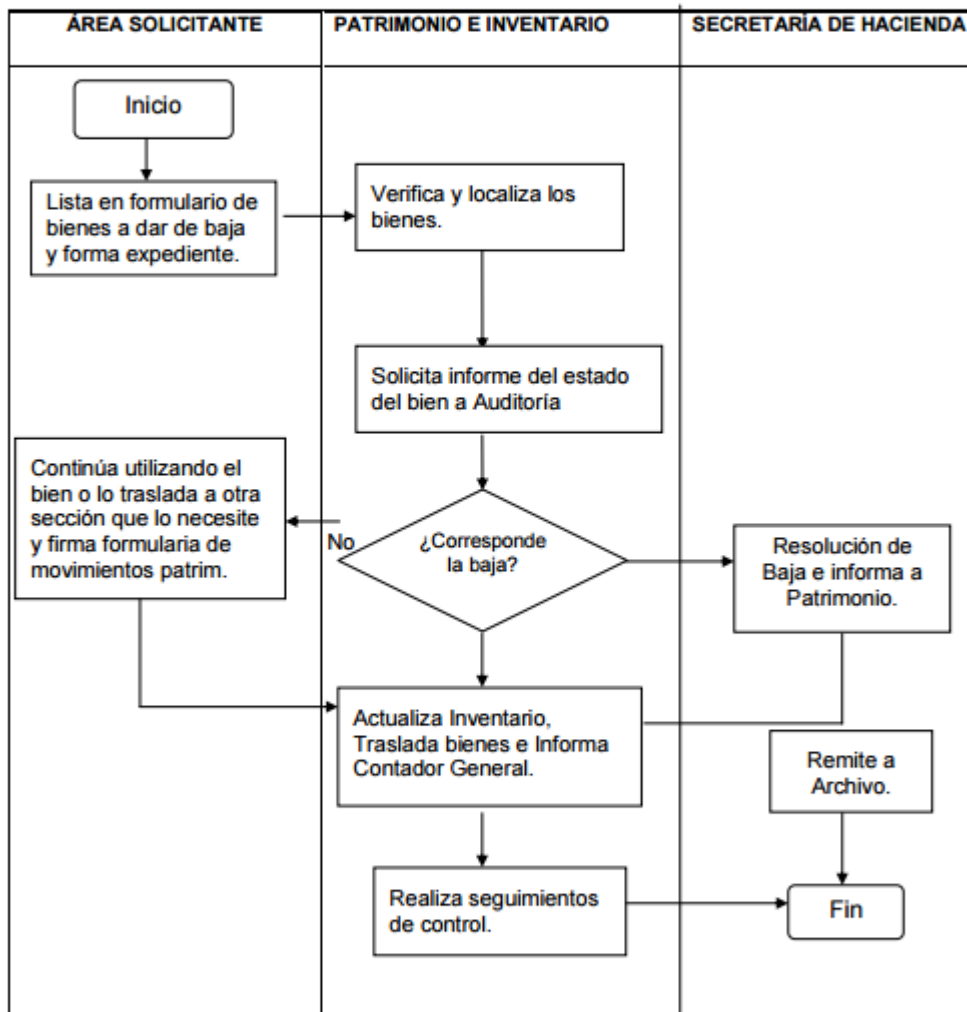 ÁREA SOLICITANTE
PATRIMONIO E INVENTARIO
SECRETARÍA DE HACIENDA
Inicio
Lista en formulario de
bienes a dar de baja
y forma expediente.
Verifica y localiza los
bienes.
Solicita informe del estado
del bien a Auditoría
Continúa utilizando el
bien o lo traslada a otra
sección que lo necesite
y firma formularia de
movimientos patrim.
No
¿Corresponde
la baja?
Resolución de
Baja e informa a
Patrimonio.
Actualiza Inventario,
Traslada bienes e Informa
Contador General.
Remite a
Archivo.
Realiza seguimientos
de control.
Fin